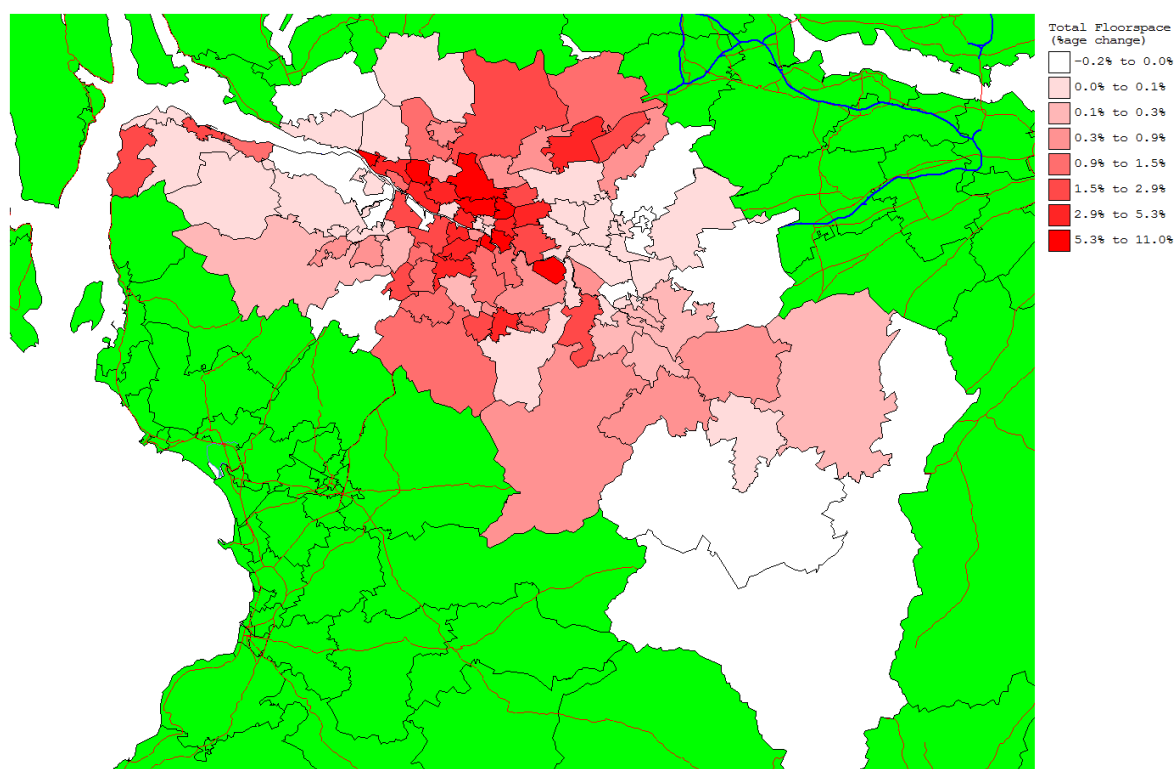 Total Floorspace
(%age change)
-0.2% to 0.0%
0.0% to 0.1%
0.1% to 0.3%
0.3% to 0.9%
0.9% to 1.5%
1.5% to 2.9%
2.9% to 5.3%
5.3% to 11.0%